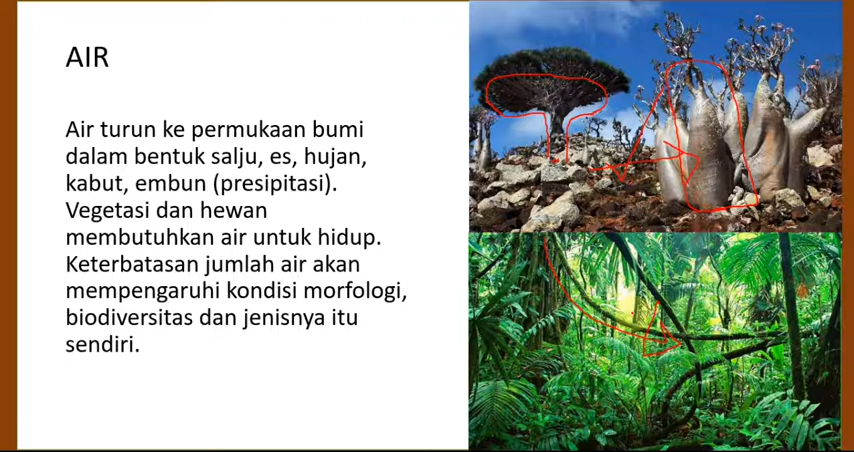 AIR
Air turun ke permukaan bumi
dalam bentuk salju, es, hujan,
kabut, embun (presipitasi).
Vegetasi dan hewan
membutuhkan air untuk hidup.
Keterbatasan jumlah air akan
mempengaruhi kondisi morfologi,
biodiversitas dan jenisnya itu
sendiri.